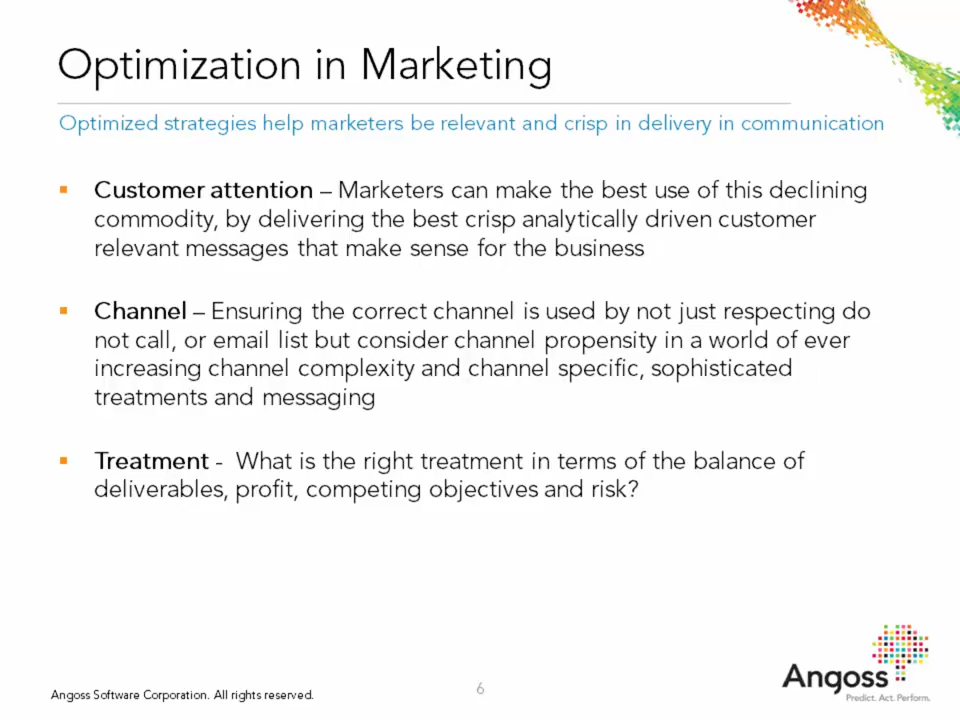 Optimization in Marketing
Optimized strategies help marketers be relevant and crisp in delivery in communication
▪ Customer attention – Marketers can make the best use of this declining
commodity, by delivering the best crisp analytically driven customer
relevant messages that make sense for the business
▪ Channel – Ensuring the correct channel is used by not just respecting do
not call, or email list but consider channel propensity in a world of ever
increasing channel complexity and channel specific, sophisticated
treatments and messaging
▪ Treatment - What is the right treatment in terms of the balance of
deliverables, profit, competing objectives and risk?
Angoss Software Corporation. All rights reserved.
6
Angoss
Predict. Act. Perform.